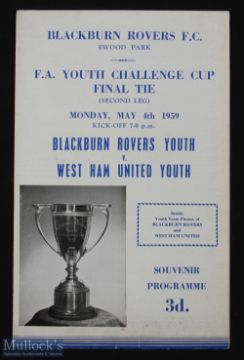 BLACKBURN ROVERS F.C.
EWOOD PARK
F.A. YOUTH CHALLENGE CUP
FINAL TIE
(SECOND LEG)
MONDAY, MAY 4th 1959
KICK-OFF 7-0 p.m.
BLACKBURN ROVERS YOUTH
v.
WEST HAM UNITED YOUTH
Inside:
Youth Team Photos of
BLACKBURN ROVERS
and
WEST HAM UNITED
SOUVENIR
PROGRAMME
3d.
Mullock's